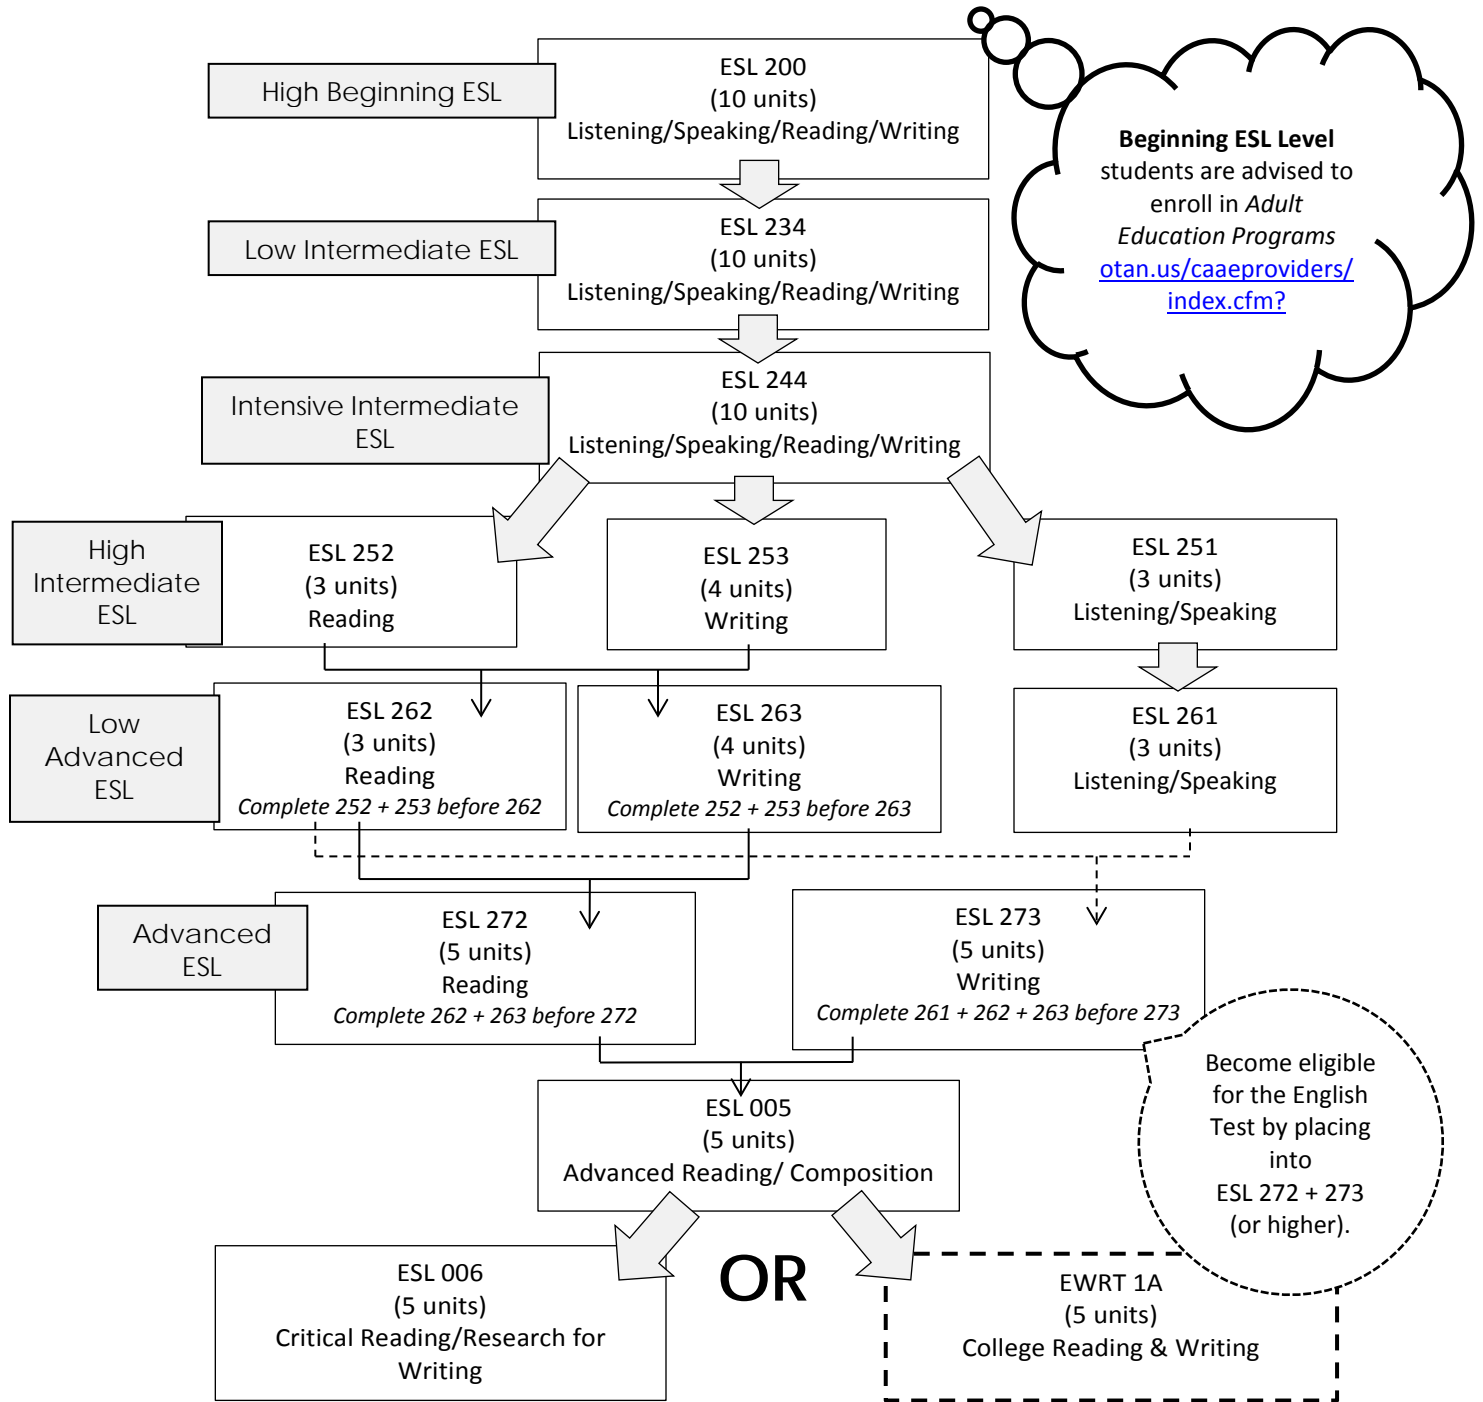 High Beginning ESL
ESL 200
(10 units)
Listening/Speaking/Reading/Writing
Beginning ESL Level
students are advised to
enroll in Adult
Education Programs
otan.us/caaeproviders/
index.cfm?
Low Intermediate ESL
ESL 234
(10 units)
Listening/Speaking/Reading/Writing
Intensive Intermediate
ESL
ESL 244
(10 units)
Listening/Speaking/Reading/Writing
High
Intermediate
ESL
ESL 252
(3 units)
Reading
ESL 253
(4 units)
Writing
ESL 251
(3 units)
Listening/Speaking
Low
Advanced
ESL
ESL 262
(3 units)
Reading
Complete 252 + 253 before 262
ESL 263
(4 units)
Writing
Complete 252 + 253 before 263
ESL 261
(3 units)
Listening/Speaking
Advanced
ESL
ESL 272
(5 units)
Reading
Complete 262 + 263 before 272
ESL 273
(5 units)
Writing
Complete 261 + 262 + 263 before 273
Become eligible
for the English
Test by placing
into
ESL 272 + 273
(or higher).
ESL 005
(5 units)
Advanced Reading/ Composition
ESL 006
(5 units)
Critical Reading/Research for
Writing
OR
EWRT 1A
(5 units)
College Reading & Writing